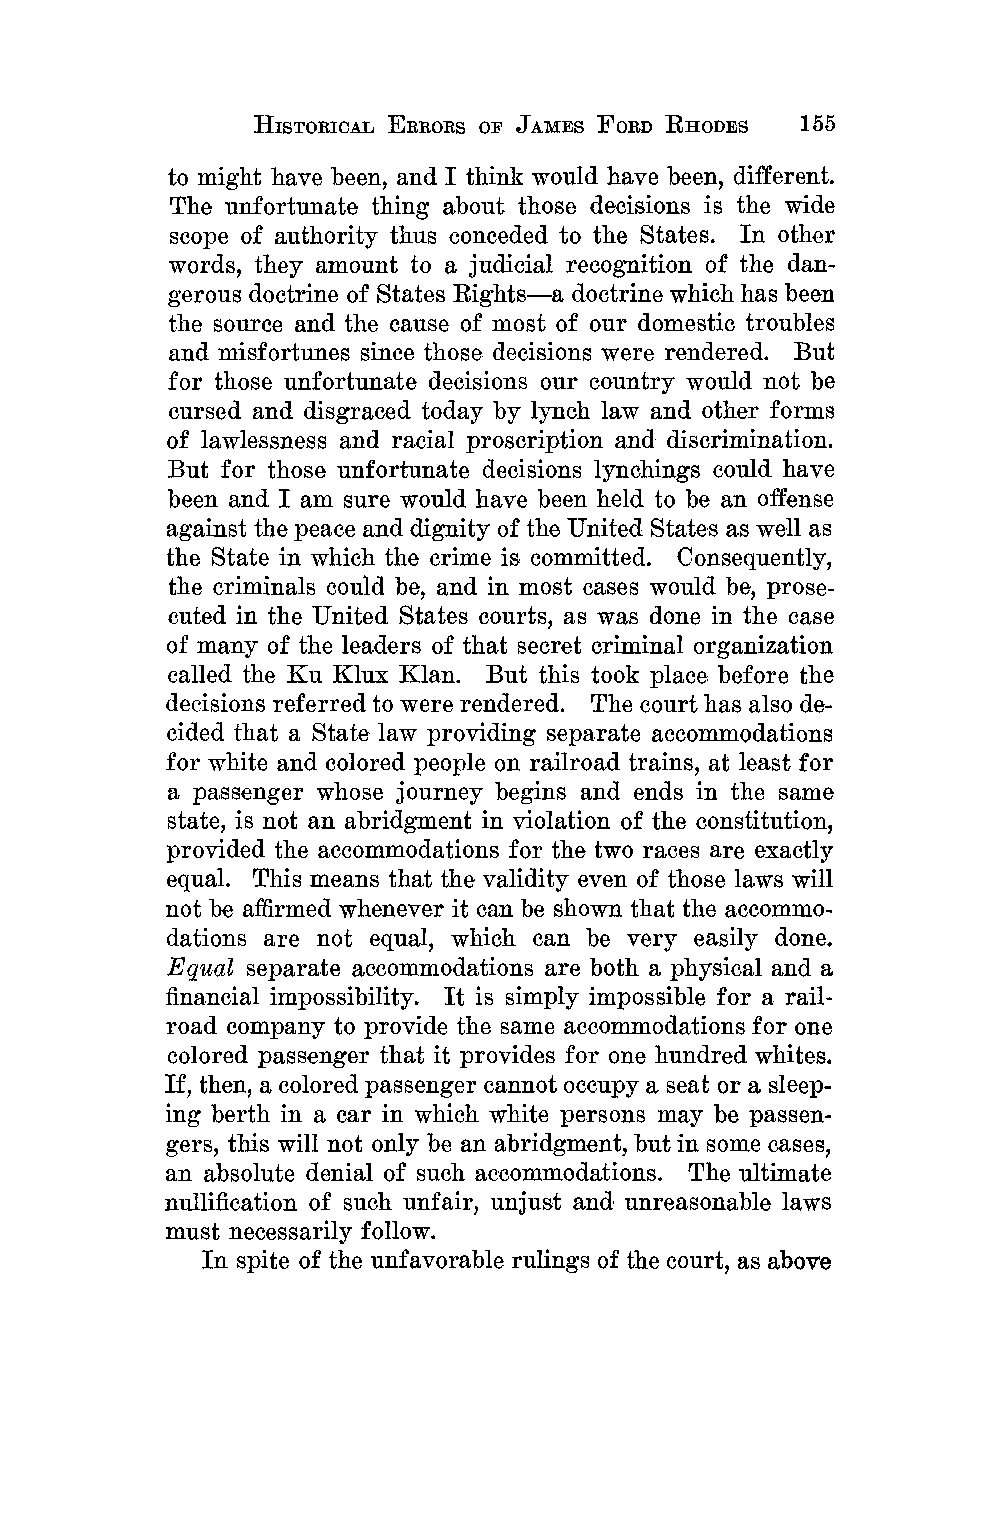 Historical Errors of James Ford Rhodes 155
to might have been, and I think would have been, different.
The unfortunate thing about those decisions is the wide
scope of authority thus conceded to the States. In other
words, they amount to a judicial recognition of the dan-
gerous doctrine of States Rights—a doctrine which has been
the source and the cause of most of our domestic troubles
and misfortunes since those decisions were rendered. But
for those unfortunate decisions our country would not be
cursed and disgraced today by lynch law and other forms
of lawlessness and racial proscription and discrimination.
But for those unfortunate decisions lynchings could have
been and I am sure would have been held to be an offense
against the peace and dignity of the United States as well as
the State in which the crime is committed. Consequently,
the criminals could be, and in most cases would be, prose-
cuted in the United States courts, as was done in the case
of many of the leaders of that secret criminal organization
called the Ku Klux Klan. But this took place before the
decisions referred to were rendered. The court has also de-
cided that a State law providing separate accommodations
for white and colored people on railroad trains, at least for
a passenger whose journey begins and ends in the same
state, is not an abridgment in violation of the constitution,
provided the accommodations for the two races are exactly
equal. This means that the validity even of those laws will
not be affirmed whenever it can be shown that the accommo-
dations are not equal, which can be very easily done.
Equal separate accommodations are both a physical and a
financial impossibility. It is simply impossible for a rail-
road company to provide the same accommodations for one
colored passenger that it provides for one hundred whites.
If, then, a colored passenger cannot occupy a seat or a sleep-
ing berth in a car in which white persons may be passen-
gers, this will not only be an abridgment, but in some cases,
an absolute denial of such accommodations. The ultimate
nullification of such unfair, unjust and unreasonable laws
must necessarily follow.
In spite of the unfavorable rulings of the court, as above